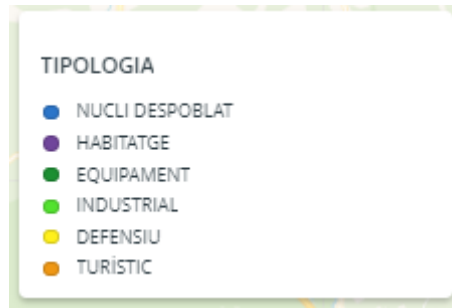 TIPOLOGIA
NUCLI DESPOBLAT
HABITATGE
EQUIPAMENT
INDUSTRIAL
DEFENSIU
TURÍSTIC